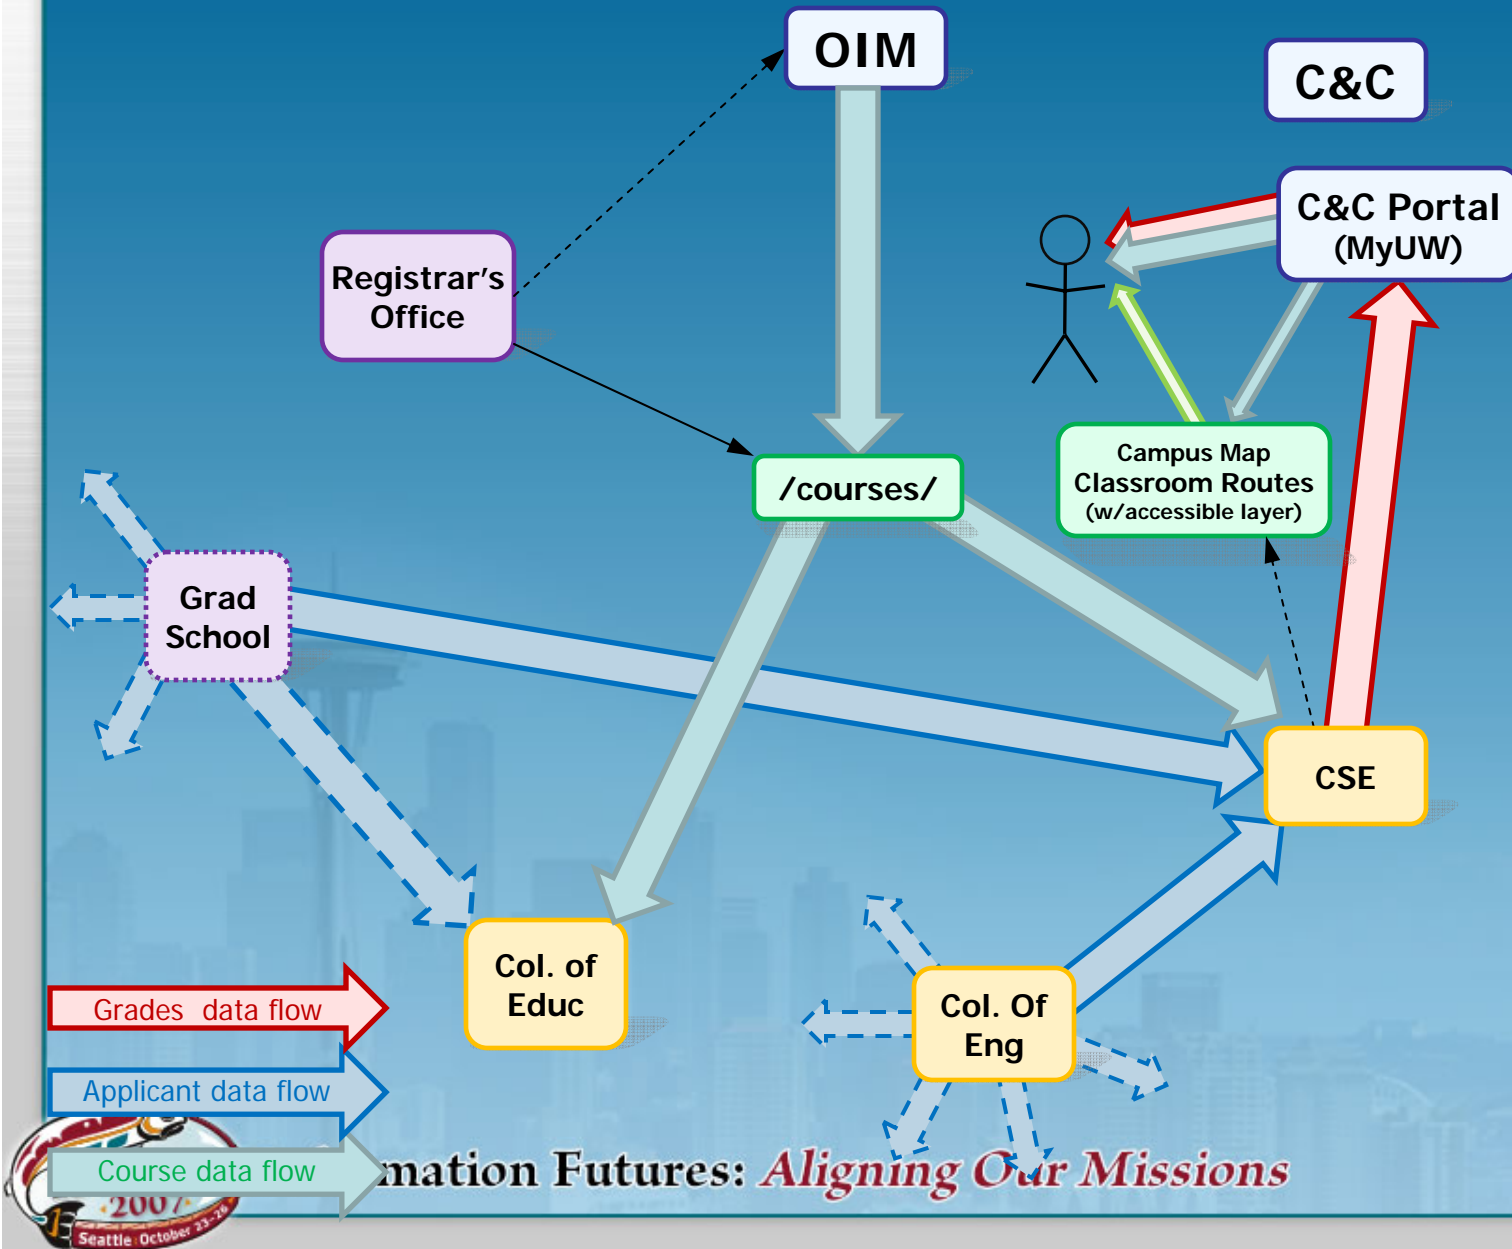 OIM
C&C
C&C Portal
(MyUW)
Registrar's
Office
Campus Map
Classroom Routes
(w/accessible layer)
/courses/
Grad
School
CSE
Col. of
Educ
Col. Of
Eng
Grades data flow
Applicant data flow
Course data flow
mation Futures: Aligning Our Missions
2007
Seattle October 23-26